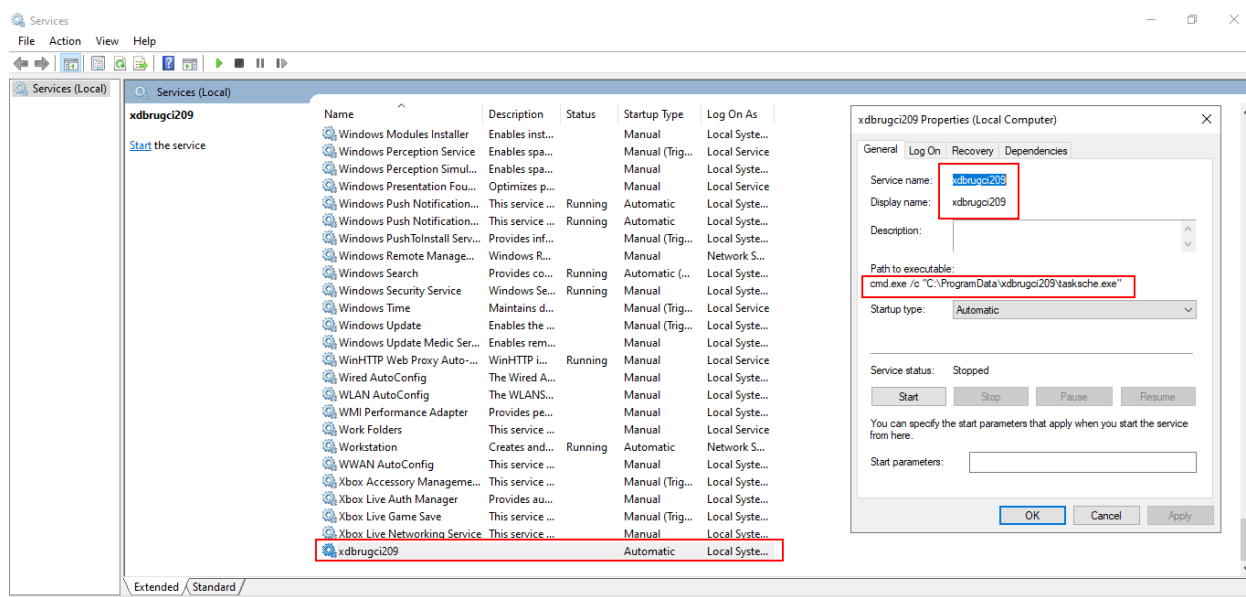 Services
File Action View Help
Services (Local)
Services (Local)
xdbrugci209
Start the service
Name Description Status Startup Type Log On As
Windows Modules Installer Enables inst... Manual Local Syste...
Windows Perception Service Enables spa... Manual (Trig... Local Service
Windows Perception Simul... Enables spa... Manual Local Syste...
Windows Presentation Fou... Optimizes p... Manual Local Service
Windows Push Notification... This service ... Running Automatic Local Syste...
Windows Push Notification... This service ... Running Automatic Local Syste...
Windows PushToInstall Serv... Provides inf... Manual (Trig... Local Syste...
Windows Remote Manage... Windows R... Manual Network S...
Windows Search Provides co... Running Automatic (... Local Syste...
Windows Security Service Windows Se... Running Manual Local Syste...
Windows Time Maintains d... Manual (Trig... Local Service
Windows Update Enables the ... Manual (Trig... Local Syste...
Windows Update Medic Ser... Enables rem... Manual Local Syste...
WinHTTP Web Proxy Auto-... WinHTTP i... Running Manual Local Service
Wired AutoConfig The Wired A... Manual Local Syste...
WLAN AutoConfig The WLANS... Manual Local Syste...
WMI Performance Adapter Provides pe... Manual Local Syste...
Work Folders This service ... Manual Local Service
Workstation Creates and... Running Automatic Network S...
WWAN AutoConfig This service ... Manual Local Syste...
Xbox Accessory Manageme... This service ... Manual (Trig... Local Syste...
Xbox Live Auth Manager Provides au... Manual Local Syste...
Xbox Live Game Save This service ... Manual (Trig... Local Syste...
Xbox Live Networking Service This service ... Manual Local Syste...
xdbrugci209 Automatic Local Syste...
Extended Standard
xdbrugci209 Properties (Local Computer)
General Log On Recovery Dependencies
Service name: xdbrugci209
Display name: xdbrugci209
Description:
Path to executable:
cmd.exe /c "C:\ProgramData\xdbrugci209\tasksche.exe"
Startup type: Automatic
Service status: Stopped
Start Stop Pause Resume
You can specify the start parameters that apply when you start the service
from here.
Start parameters:
OK Cancel Apply